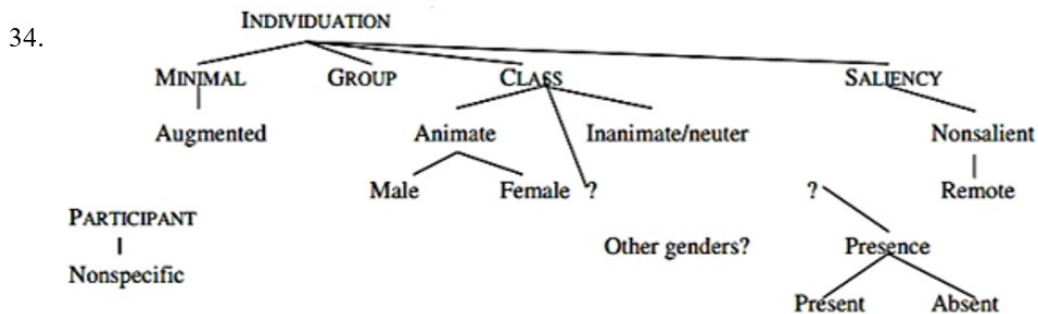 34.
INDIVIDUATION
MINIMAL GROUP CLASS SALIENCY
Augmented Animate Inanimate/neuter Nonsalient
Male Female ? ? Remote
PARTICIPANT
Other genders? Presence
Nonspecific
Present Absent